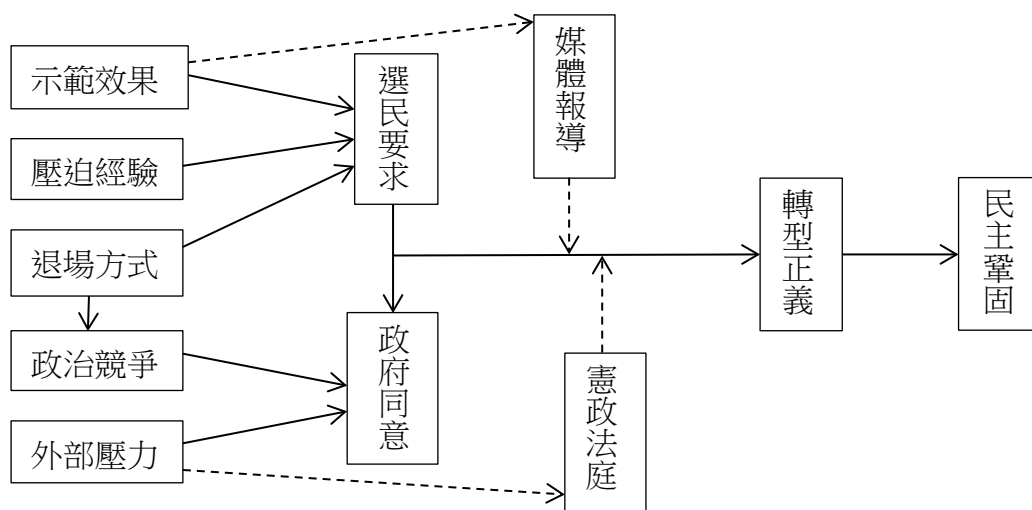 示範效果
壓迫經驗
退場方式
政治競爭
外部壓力
選民要求
政府同意
媒體報導
憲政法庭
轉型正義
民主鞏固